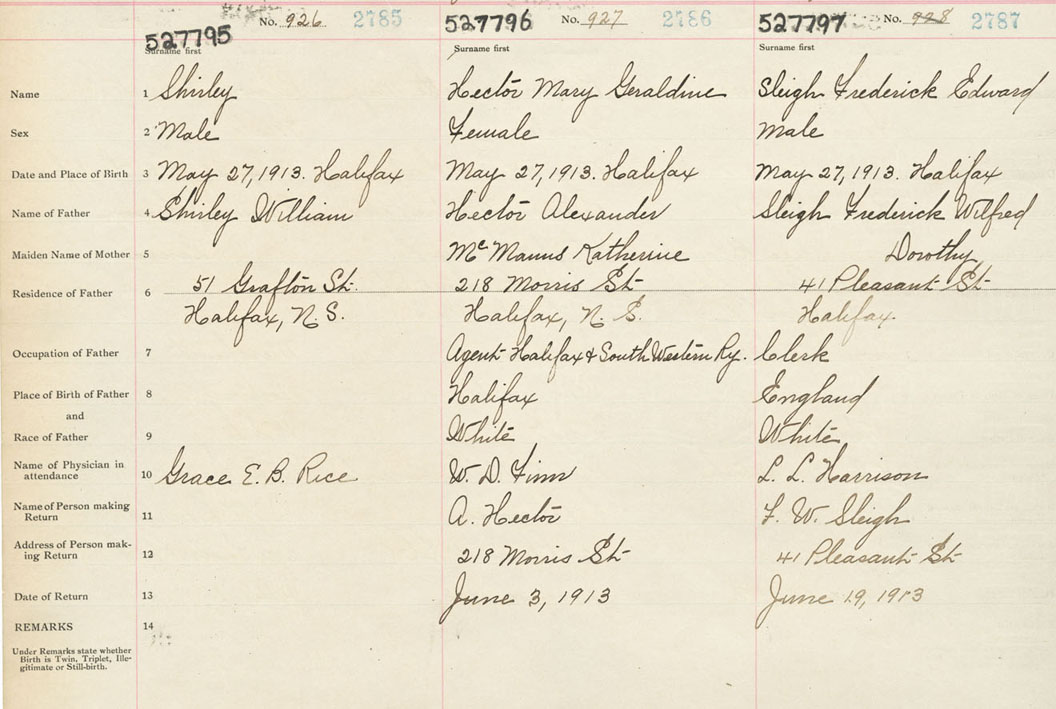 No. 926 2785
527795
Surname first
527796 No. 927 2786
Surname first
527797 No. 928 2787
Surname first
Name 1 Shirley Hector Mary Geraldine Sleigh Frederick Edward
Sex 2 Male Female Male
Date and Place of Birth 3 May 27, 1913. Halifax May 27, 1913. Halifax May 27, 1913. Halifax
Name of Father 4 Shirley William Hector Alexander Sleigh Frederick Wilfred
Maiden Name of Mother 5 McManus Katherine Dorothy
Residence of Father 6 51 Grafton St. 218 Morris St 41 Pleasant St
Halifax, N.S. Halifax, N.S. Halifax.
Occupation of Father 7 Agent Halifax & South Western Ry. Clerk
Place of Birth of Father 8 Halifax England
and
Race of Father 9 White White
Name of Physician in
attendance 10 Grace E. B. Rice W. D. Finn L. L. Harrison
Name of Person making
Return 11 A. Hector F. W. Sleigh
Address of Person mak-
ing Return 12 218 Morris St 41 Pleasant St
Date of Return 13 June 3, 1913 June 19, 1913
REMARKS 14
Under Remarks state whether
Birth is Twin, Triplet, Ille-
gitimate or Still-birth.